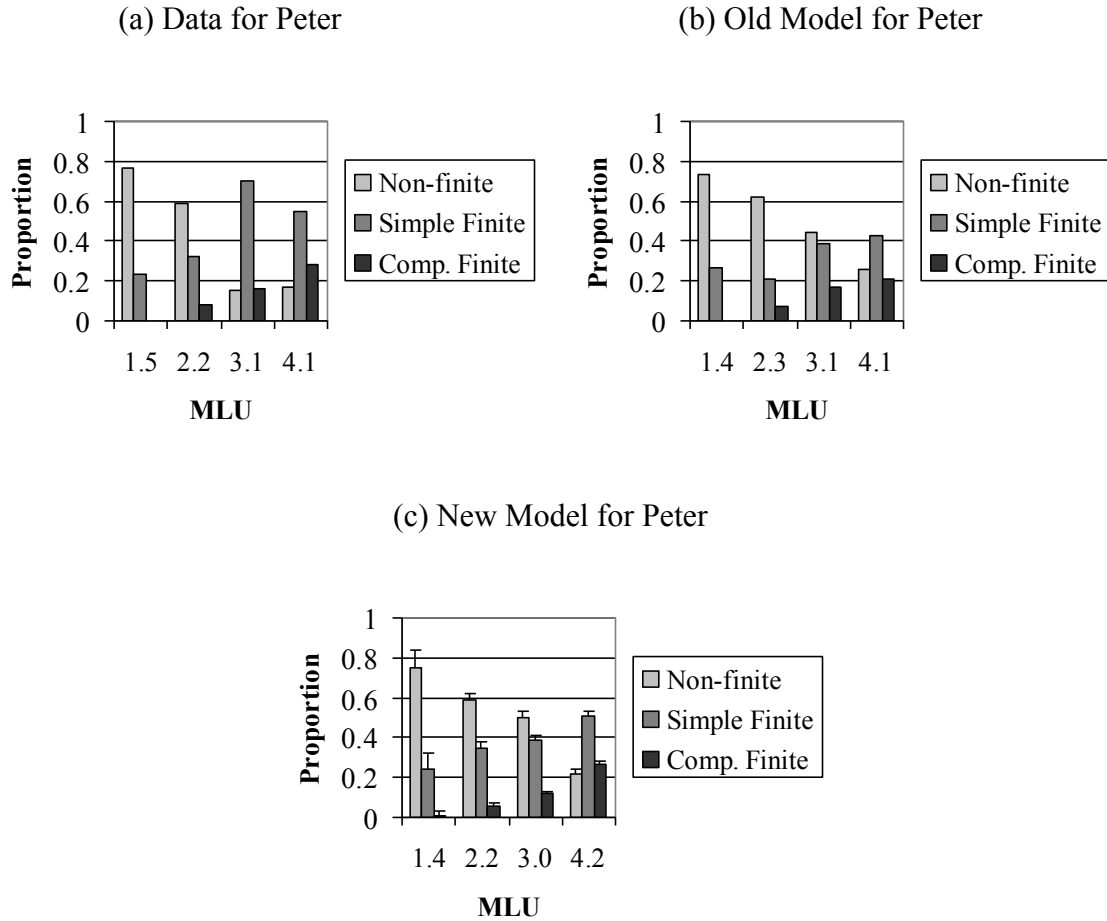 (a) Data for Peter
(b) Old Model for Peter
Proportion
1
0.8
0.6
0.4
0.2
0
1.5 2.2 3.1 4.1
MLU
Non-finite
Simple Finite
Comp. Finite
Proportion
1
0.8
0.6
0.4
0.2
0
1.4 2.3 3.1 4.1
MLU
Non-finite
Simple Finite
Comp. Finite
(c) New Model for Peter
Proportion
1
0.8
0.6
0.4
0.2
0
1.4 2.2 3.0 4.2
MLU
Non-finite
Simple Finite
Comp. Finite